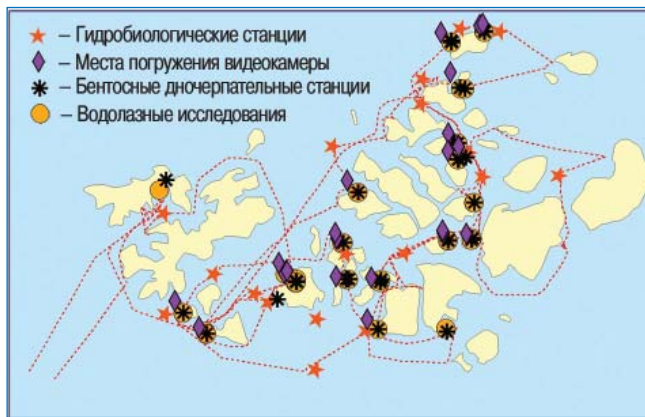 – Гидробиологические станции
– Места погружения видеокамеры
– Бентосные дночерпательные станции
– Водолазные исследования